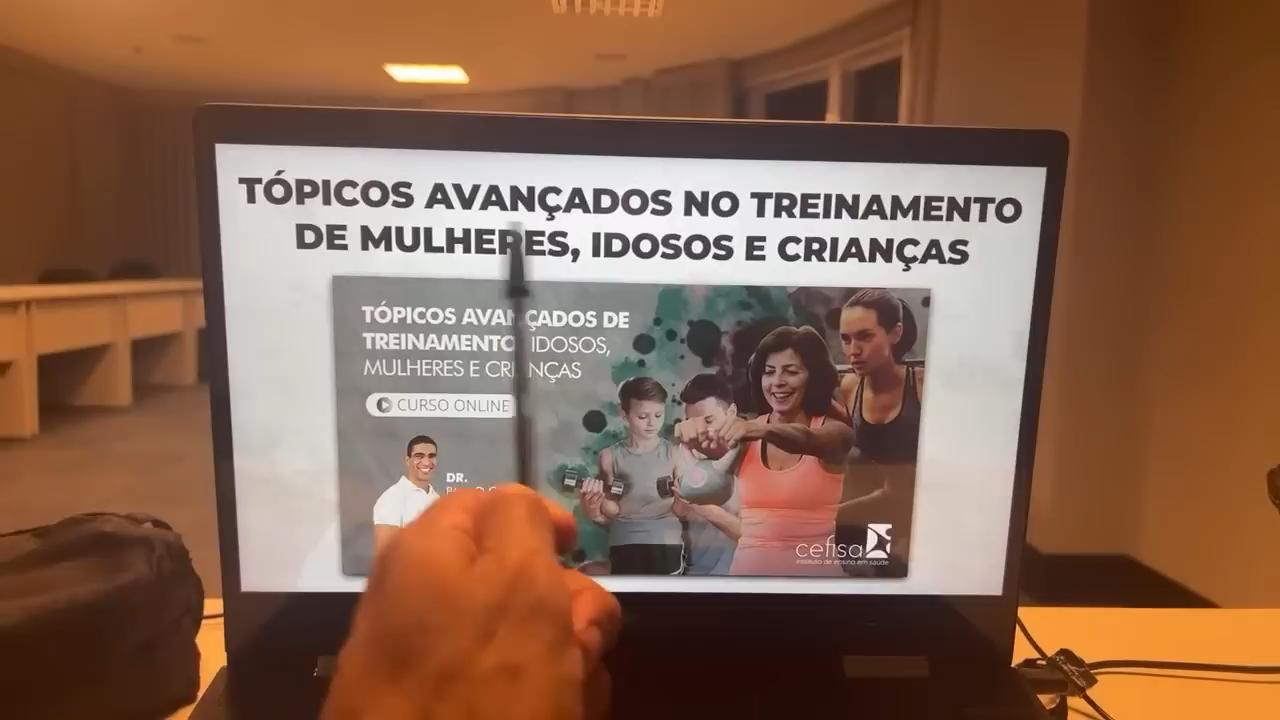 TÓPICOS AVANÇADOS NO TREINAMENTO
DE MULHERES, IDOSOS E CRIANÇAS
TÓPICOS AVANÇADOS DE
TREINAMENTO IDOSOS,
MULHERES E CRIANÇAS
CURSO ONLINE
DR.
cefisa
instituto de ensino em saúde